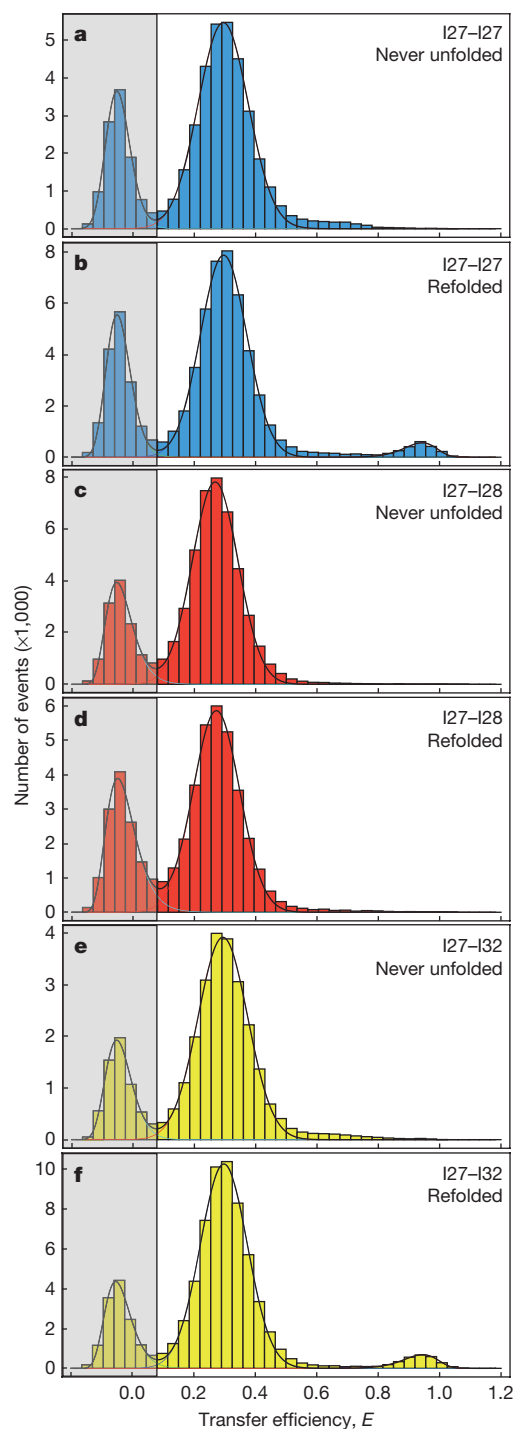 a
I27–I27
Never unfolded
5
4
3
2
1
0
b
I27–I27
Refolded
8
6
4
2
0
c
I27–I28
Never unfolded
8
6
4
2
0
d
I27–I28
Refolded
6
5
4
3
2
1
0
e
I27–I32
Never unfolded
4
3
2
1
0
f
I27–I32
Refolded
10
8
6
4
2
0
Number of events (×1,000)
0.0 0.2 0.4 0.6 0.8 1.0 1.2
Transfer efficiency, E